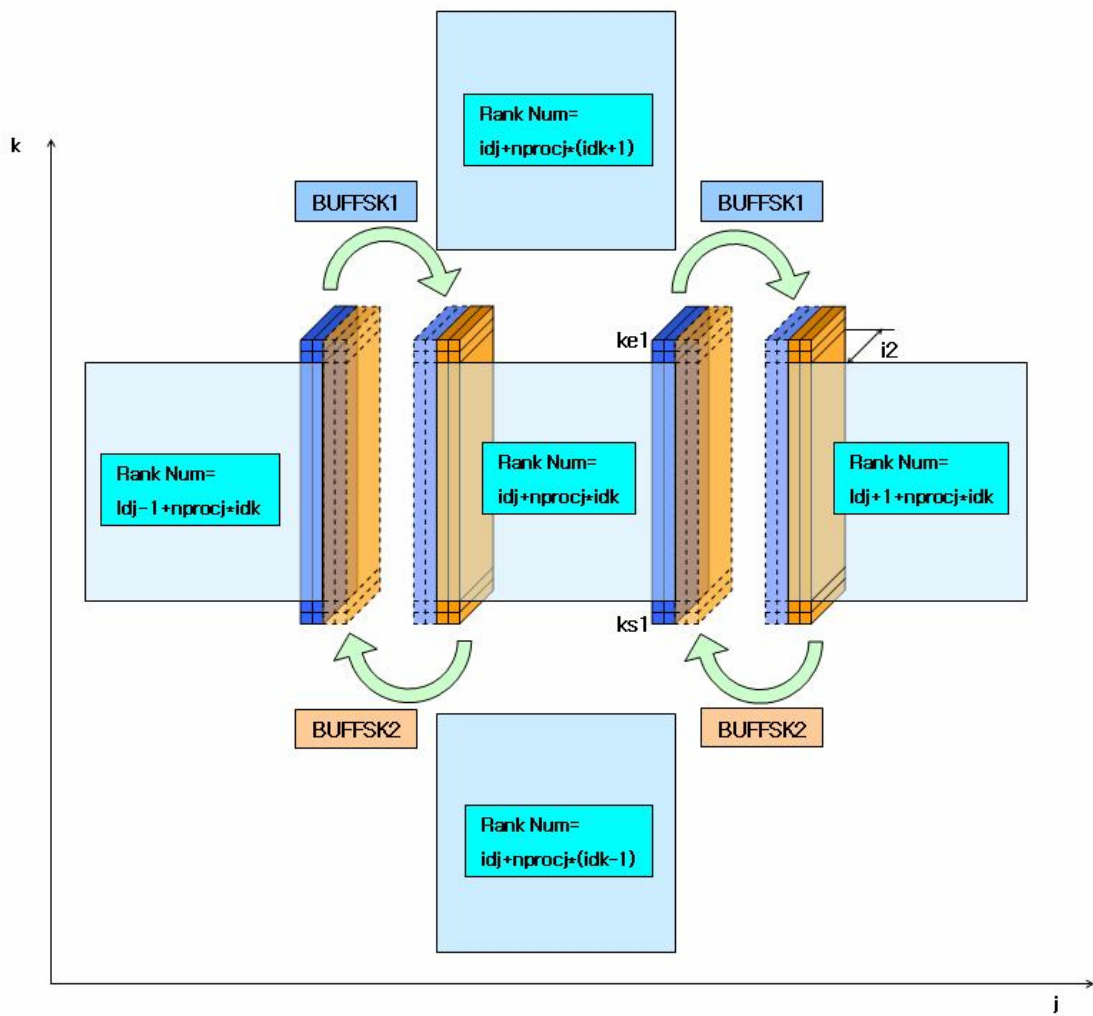 Rank Num=
idj+nprocj*(idk+1)
k
BUFFSK1
BUFFSK1
ke1
i2
Rank Num=
Idj-1+nprocj*idk
Rank Num=
idj+nprocj*idk
Rank Num=
Idj+1+nprocj*idk
ks1
BUFFSK2
BUFFSK2
Rank Num=
idj+nprocj*(idk-1)
j